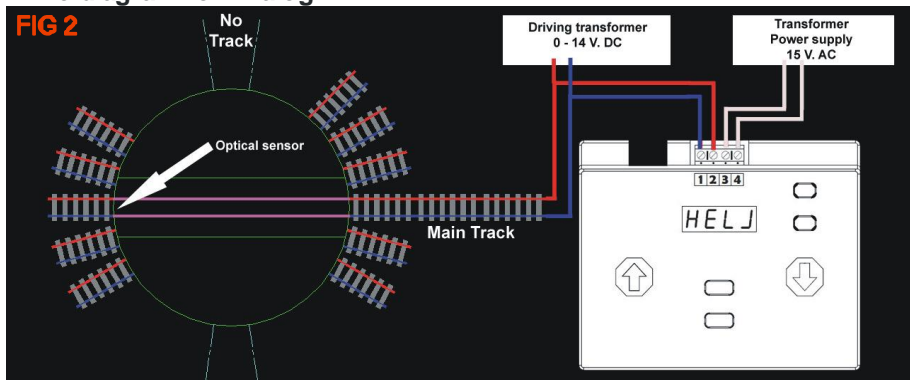 FIG 2
No
Track
Driving transformer
0 - 14 V. DC
Transformer
Power supply
15 V. AC
Optical sensor
1 2 3 4
HELJ
Main Track